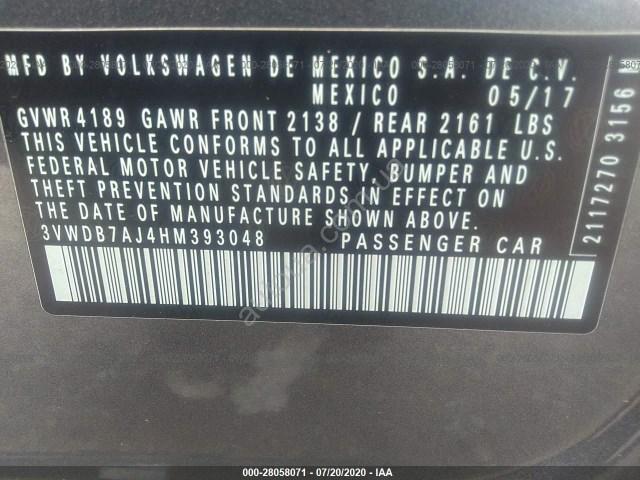 MFD BY VOLKSWAGEN DE MEXICO S.A. DE C.V.
MEXICO 05/17
GVWR 4189 GAWR FRONT 2138 / REAR 2161 LBS
THIS VEHICLE CONFORMS TO ALL APPLICABLE U.S.
FEDERAL MOTOR VEHICLE SAFETY, BUMPER AND
THEFT PREVENTION STANDARDS IN EFFECT ON
THE DATE OF MANUFACTURE SHOWN ABOVE.
3VWDB7AJ4HM393048 PASSENGER CAR
2117270 3156
000-28058071 - 07/20/2020 - IAA